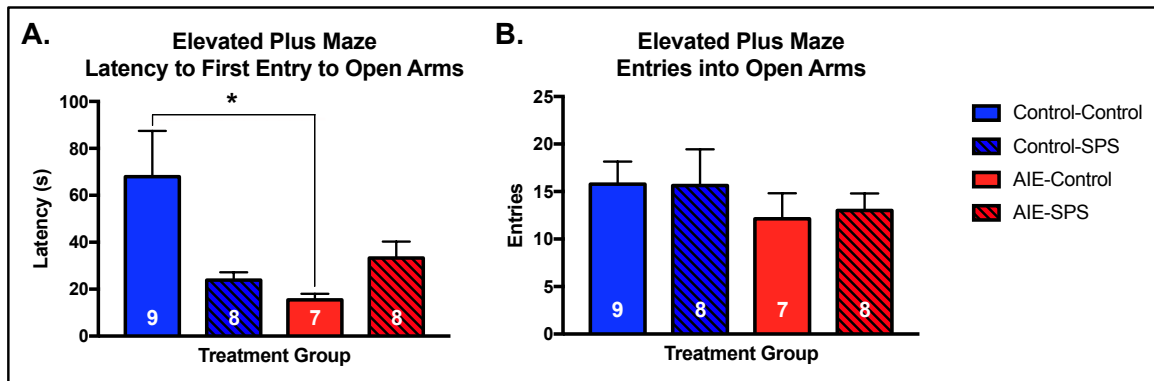 A.
Elevated Plus Maze
Latency to First Entry to Open Arms
*
100
80
60
40
20
0
Latency (s)
9
8
7
8
Treatment Group
B.
Elevated Plus Maze
Entries into Open Arms
25
20
15
10
5
0
Entries
9
8
7
8
Treatment Group
Control-Control
Control-SPS
AIE-Control
AIE-SPS